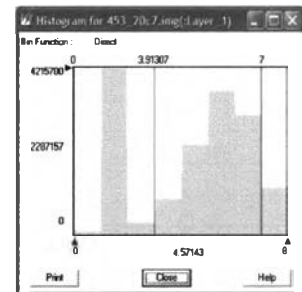 Histogram for 453_20c7.img(:Layer_1)
Bin Function : Direct
0 3.91307 7
4215700
2287157
0
0 4.57143 8
Print Close Help